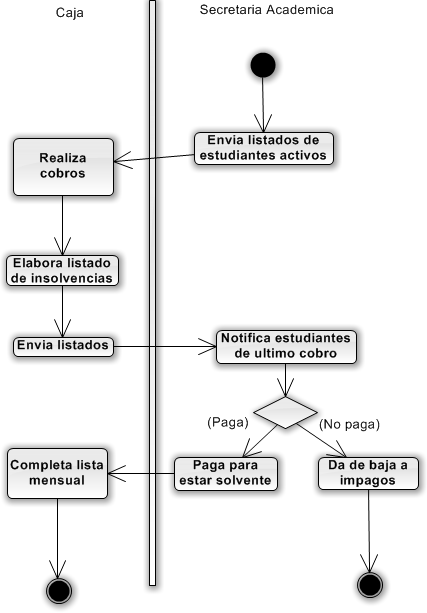 Caja
Secretaria Academica
Envia listados de
estudiantes activos
Realiza
cobros
Elabora listado
de insolvencias
Envia listados
Notifica estudiantes
de ultimo cobro
(Paga)
(No paga)
Completa lista
mensual
Paga para
estar solvente
Da de baja a
impagos